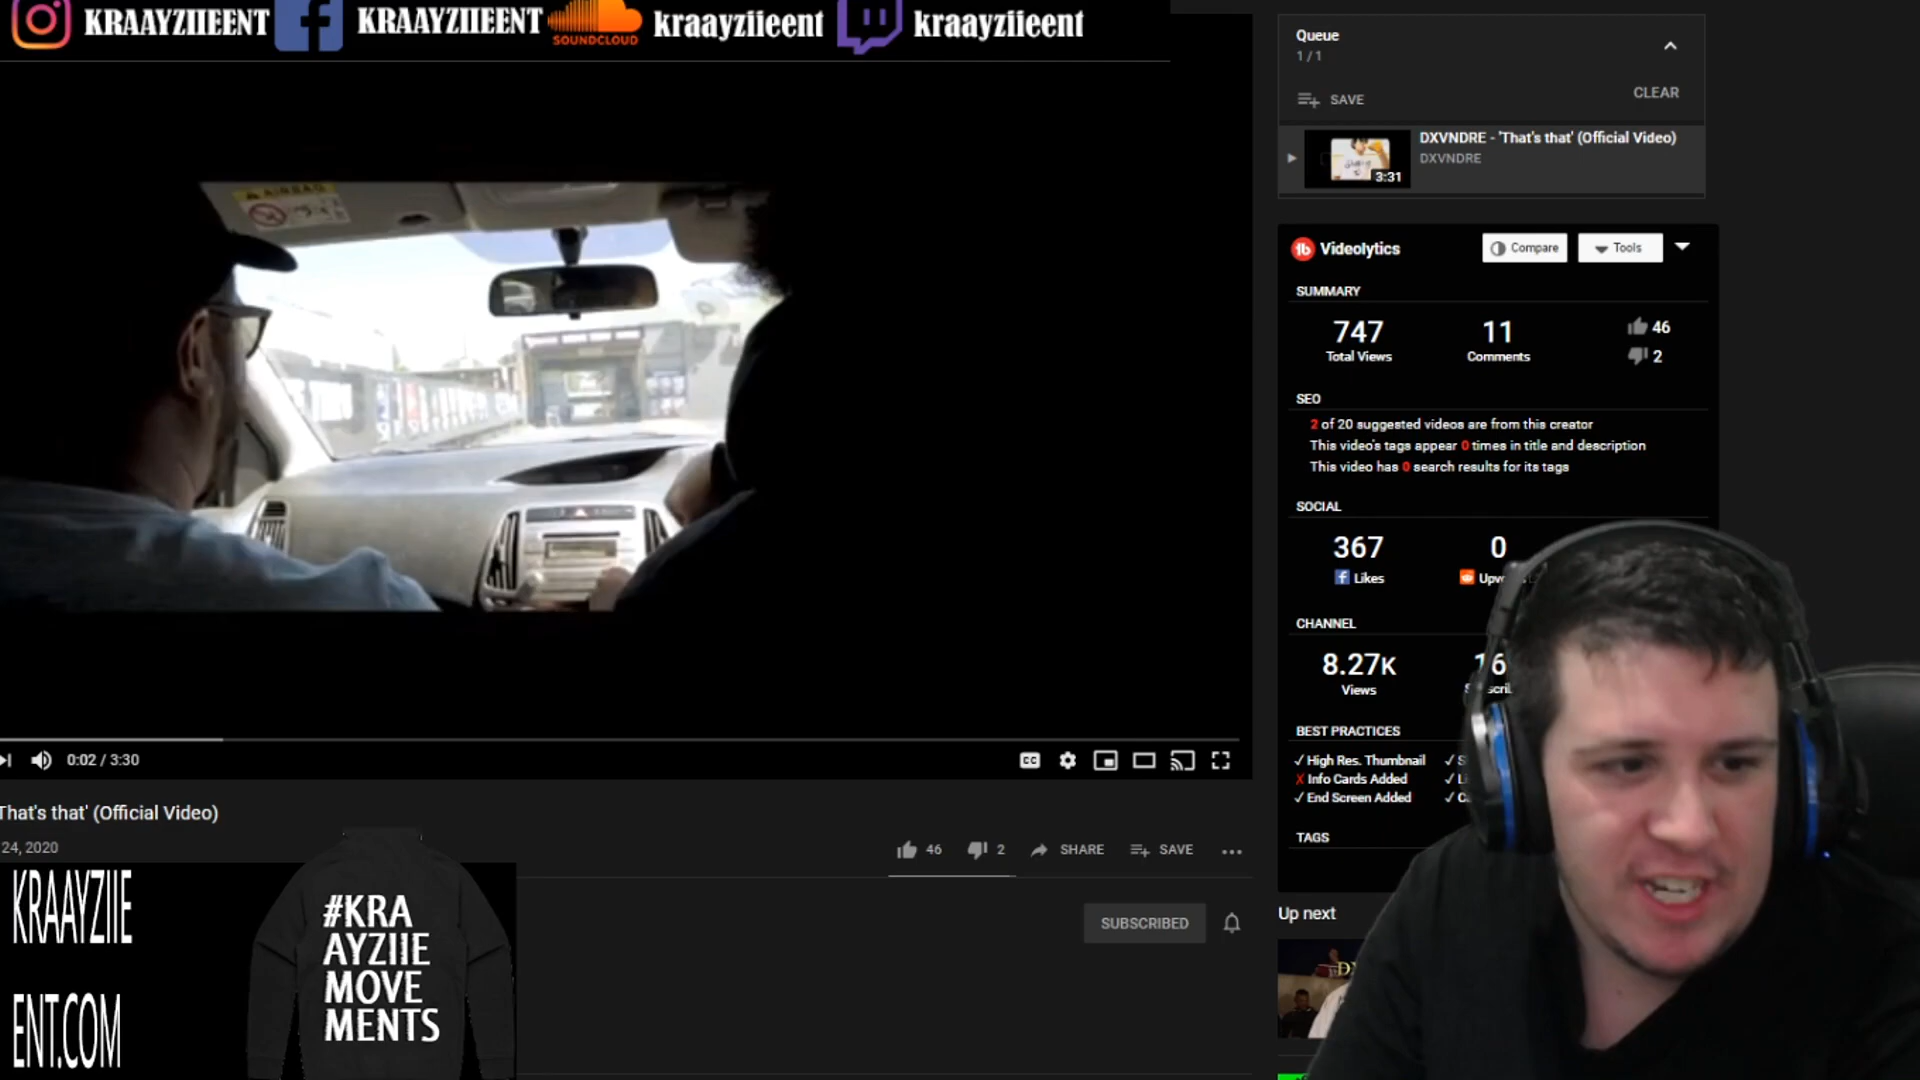 KRAAYZIIEENT
KRAAYZIIEENT
SOUNDCLOUD
kraayziieent
kraayziieent
Queue
1 / 1
SAVE
CLEAR
DXVNDRE - 'That's that' (Official Video)
DXVNDRE
3:31
AIRBAG
Videolytics
Compare
Tools
SUMMARY
747
Total Views
11
Comments
46
2
SEO
2 of 20 suggested videos are from this creator
This video's tags appear 0 times in title and description
This video has 0 search results for its tags
SOCIAL
367
Likes
0
CHANNEL
8.27K
Views
16
BEST PRACTICES
High Res. Thumbnail
Info Cards Added
End Screen Added
TAGS
0:02 / 3:30
CC
That's that' (Official Video)
24, 2020
46
2
SHARE
SAVE
SUBSCRIBED
Up next
KRAAYZIIE
ENT.COM
#KRA
AYZIIE
MOVE
MENTS